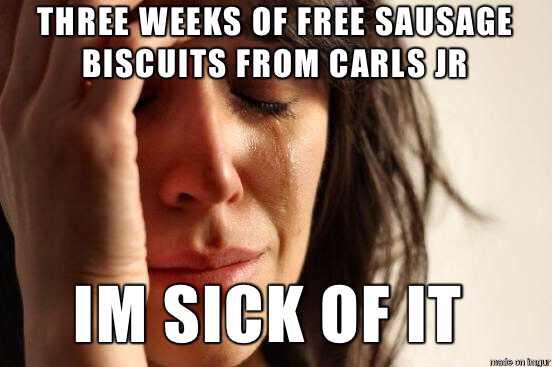 THREE WEEKS OF FREE SAUSAGE
BISCUITS FROM CARLS JR
IM SICK OF IT
made on imgur